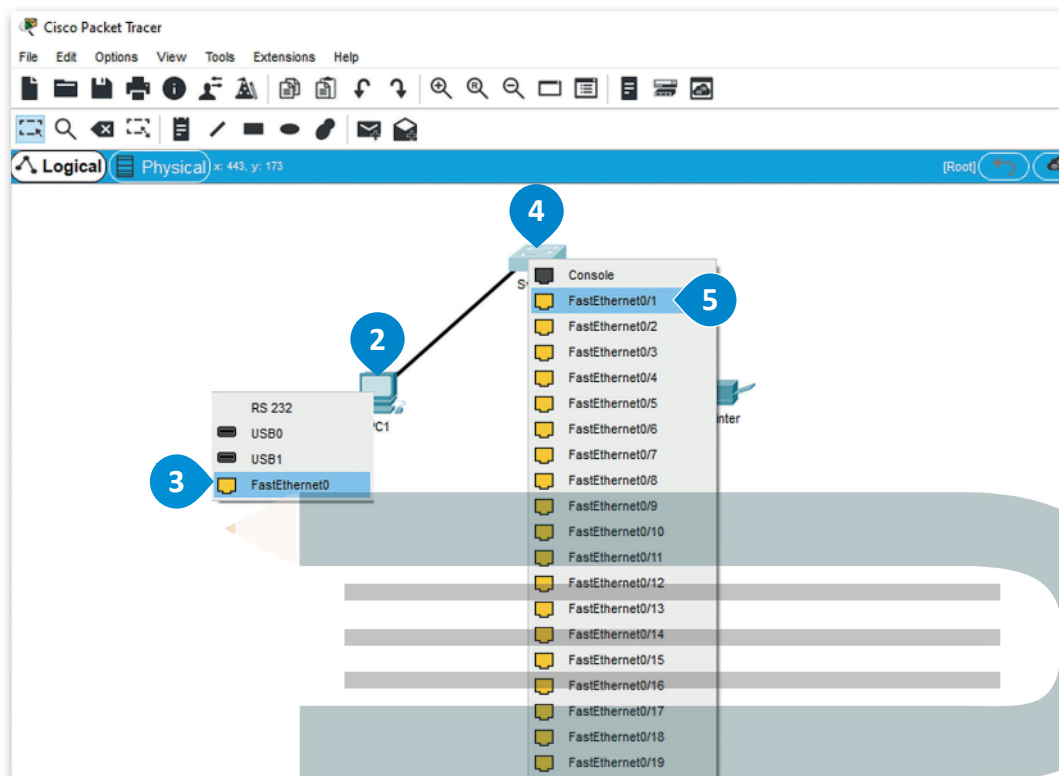 Cisco Packet Tracer
File Edit Options View Tools Extensions Help
Logical Physical x: 443, y: 173 [Root]
4
Console
FastEthernet0/1 5
FastEthernet0/2
2
FastEthernet0/3
FastEthernet0/4
FastEthernet0/5
FastEthernet0/6
FastEthernet0/7
FastEthernet0/8
FastEthernet0/9
FastEthernet0/10
FastEthernet0/11
FastEthernet0/12
FastEthernet0/13
FastEthernet0/14
FastEthernet0/15
FastEthernet0/16
FastEthernet0/17
FastEthernet0/18
FastEthernet0/19
RS 232
USB0
USB1
3 FastEthernet0